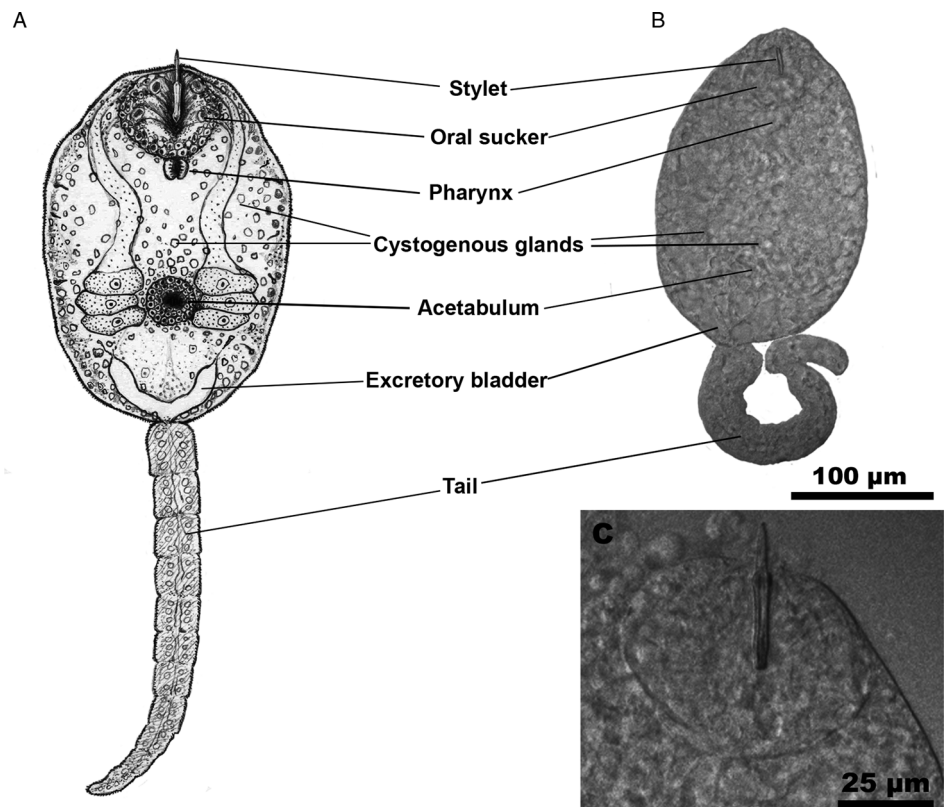 A
B
Stylet
Oral sucker
Pharynx
Cystogenous glands
Acetabulum
Excretory bladder
Tail
100 µm
C
25 µm